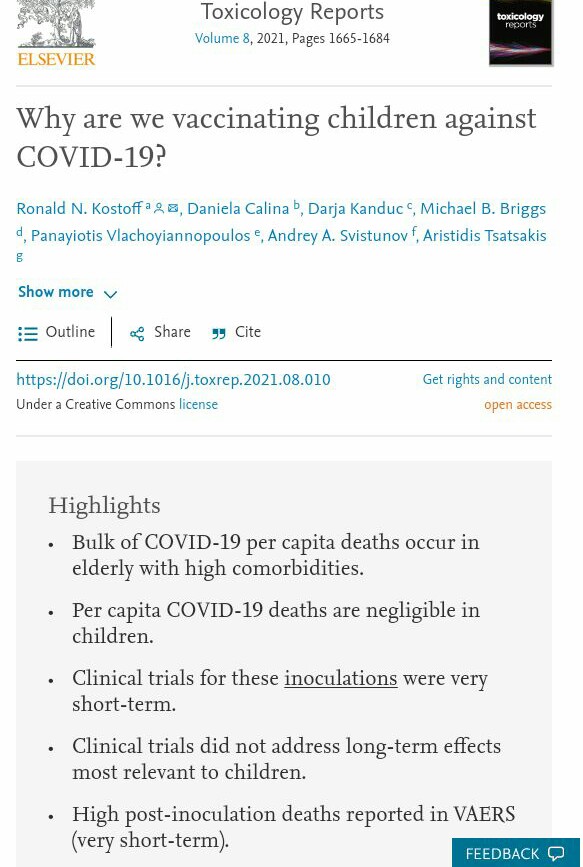 ELSEVIER
Toxicology Reports
Volume 8, 2021, Pages 1665-1684
toxicology
reports
Why are we vaccinating children against
COVID-19?
Ronald N. Kostoff a, Daniela Calina b, Darja Kanduc c, Michael B. Briggs
d, Panayiotis Vlachoyiannopoulos e, Andrey A. Svistunov f, Aristidis Tsatsakis
g
Show more
Outline
Share
Cite
https://doi.org/10.1016/j.toxrep.2021.08.010
Get rights and content
Under a Creative Commons license
open access
Highlights
• Bulk of COVID-19 per capita deaths occur in
elderly with high comorbidities.
• Per capita COVID-19 deaths are negligible in
children.
• Clinical trials for these inoculations were very
short-term.
• Clinical trials did not address long-term effects
most relevant to children.
• High post-inoculation deaths reported in VAERS
(very short-term).
FEEDBACK